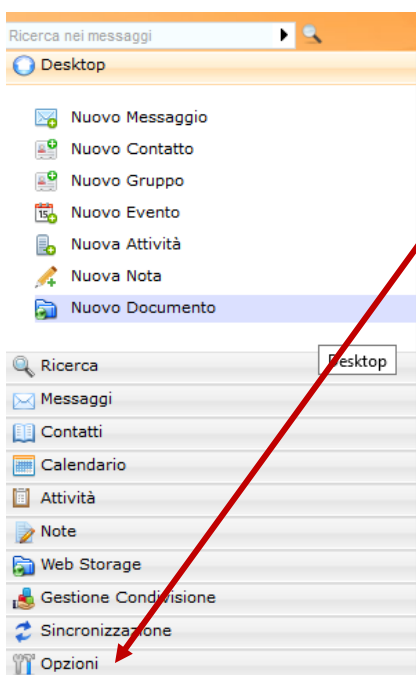 Ricerca nei messaggi
Desktop
Nuovo Messaggio
Nuovo Contatto
Nuovo Gruppo
15
Nuovo Evento
Nuova Attività
Nuova Nota
Nuovo Documento
Ricerca
Desktop
Messaggi
Contatti
Calendario
Attività
Note
Web Storage
Gestione Condivisione
Sincronizzazione
Opzioni